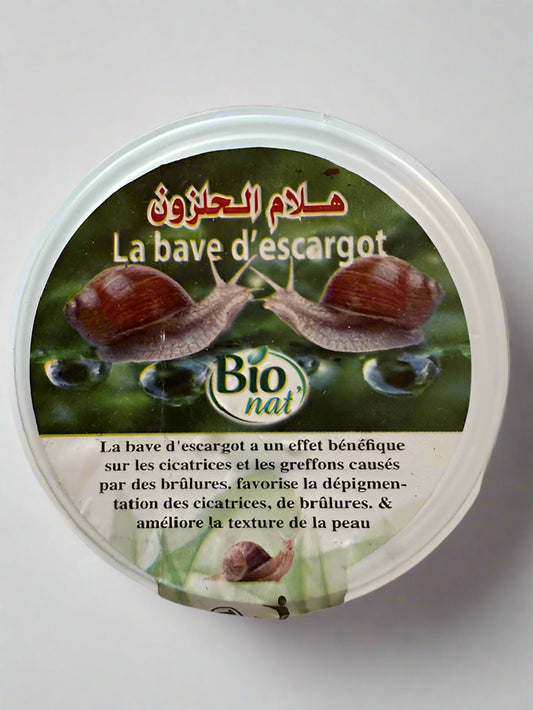 هلام الحلزون
La bave d'escargot
Bio
nat'
La bave d'escargot a un effet bénéfique
sur les cicatrices et les greffons causés
par des brûlures. favorise la dépigmen-
tation des cicatrices, de brûlures. &
améliore la texture de la peau